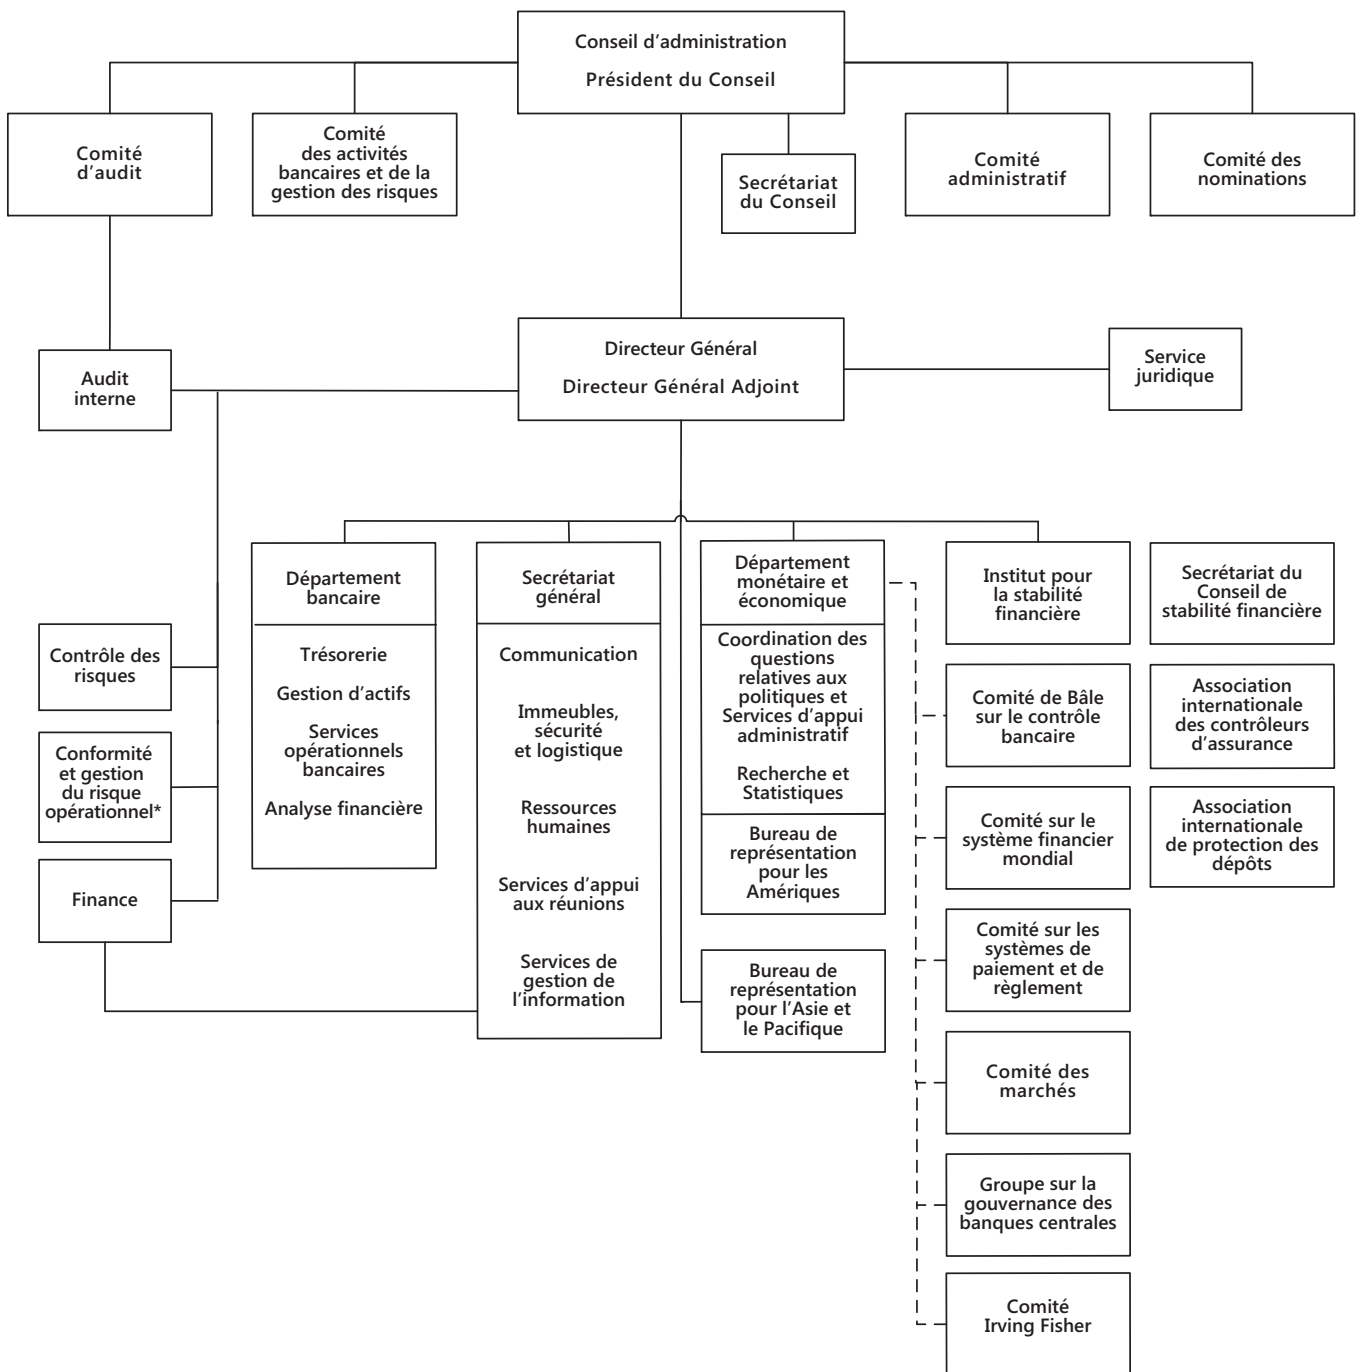 Conseil d'administration
Président du Conseil
Comité
d'audit
Comité
des activités
bancaires et de la
gestion des risques
Secrétariat
du Conseil
Comité
administratif
Comité des
nominations
Audit
interne
Directeur Général
Directeur Général Adjoint
Service
juridique
Contrôle des
risques
Conformité
et gestion
du risque
opérationnel*
Finance
Département
bancaire
Trésorerie
Gestion d'actifs
Services
opérationnels
bancaires
Analyse financière
Secrétariat
général
Communication
Immeubles,
sécurité
et logistique
Ressources
humaines
Services d'appui
aux réunions
Services de
gestion de
l'information
Département
monétaire et
économique
Coordination des
questions
relatives aux
politiques et
Services d'appui
administratif
Recherche et
Statistiques
Bureau de
représentation
pour les
Amériques
Bureau de
représentation
pour l'Asie et
le Pacifique
Institut pour
la stabilité
financière
Comité de Bâle
sur le contrôle
bancaire
Comité sur le
système financier
mondial
Comité sur les
systèmes de
paiement et de
règlement
Comité des
marchés
Groupe sur la
gouvernance des
banques centrales
Comité
Irving Fisher
Secrétariat du
Conseil de
stabilité financière
Association
internationale
des contrôleurs
d'assurance
Association
internationale
de protection des
dépôts